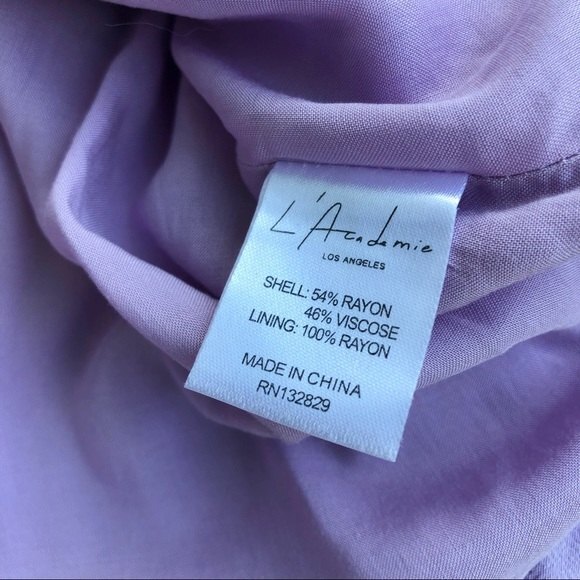 L'Academie
LOS ANGELES
SHELL: 54% RAYON
46% VISCOSE
LINING: 100% RAYON
MADE IN CHINA
RN132829